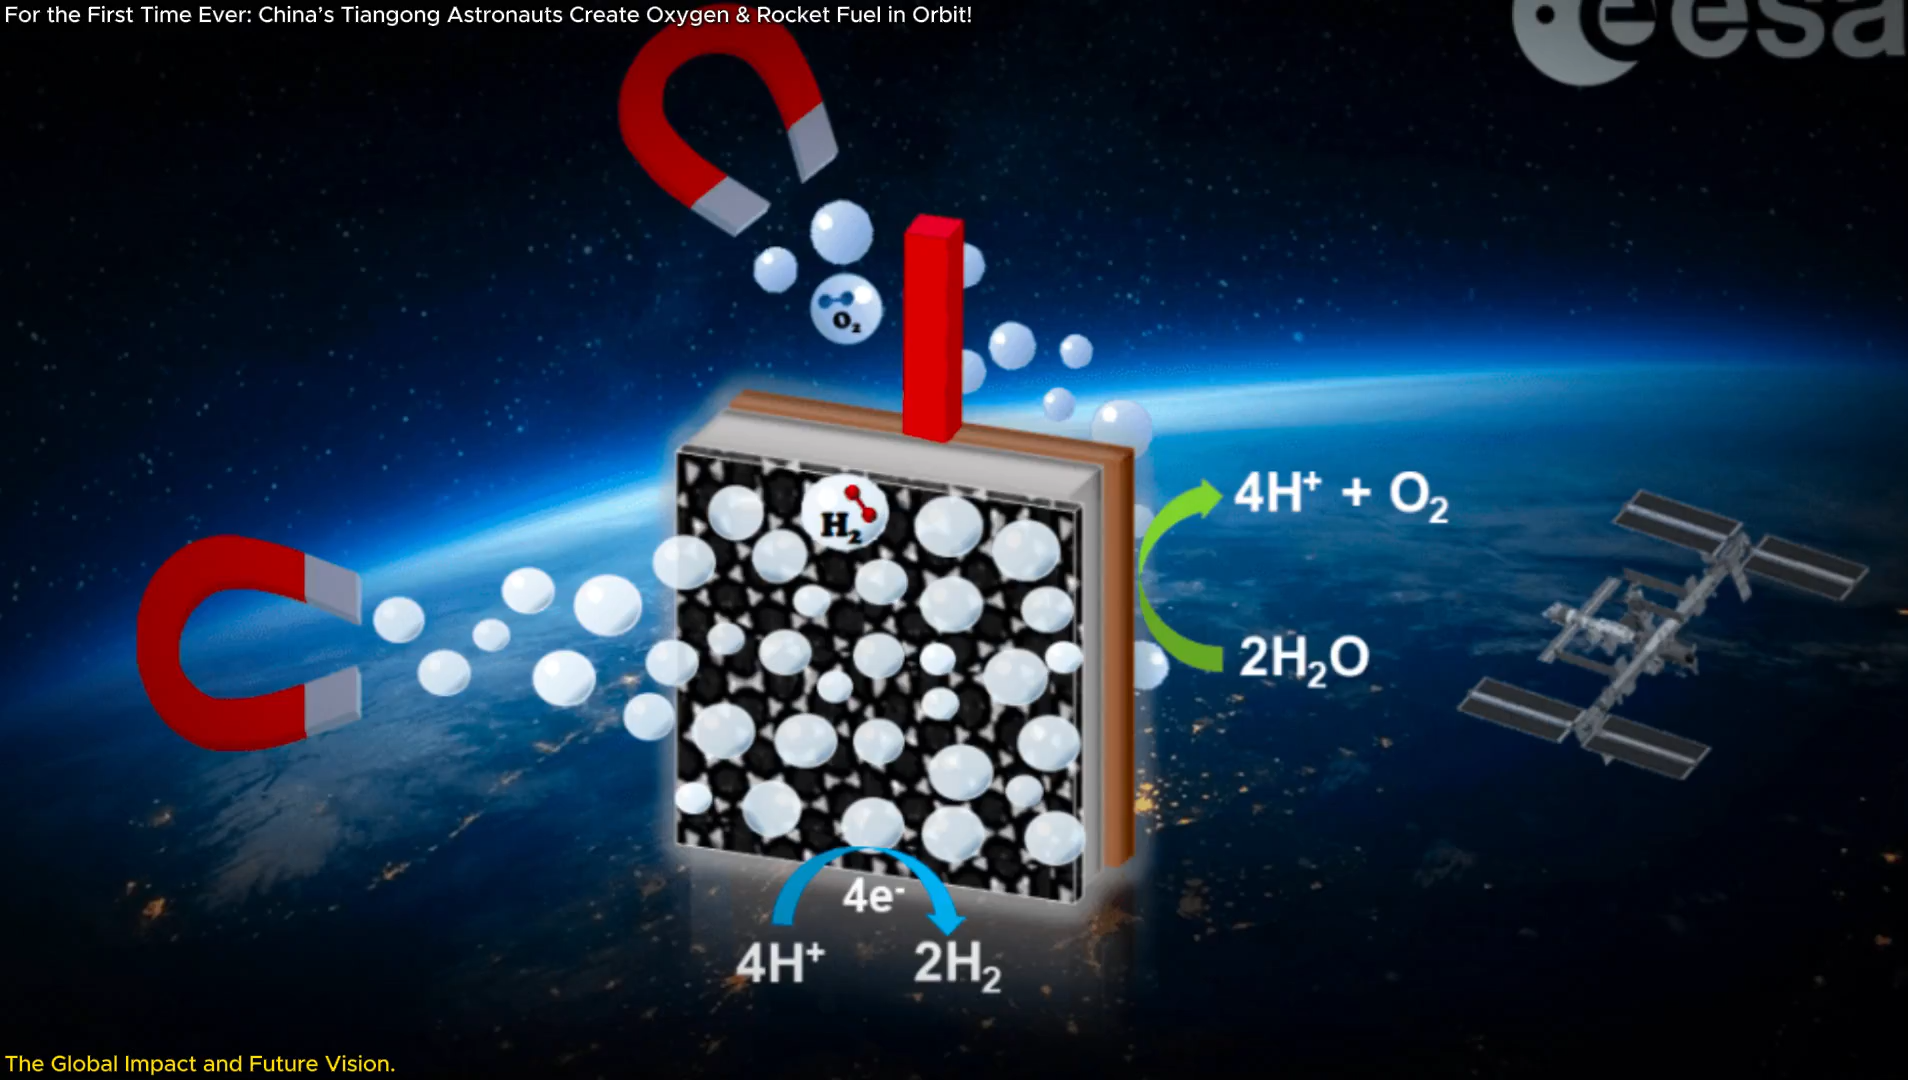 For the First Time Ever: China’s Tiangong Astronauts Create Oxygen & Rocket Fuel in Orbit!
esa
O₂
H₂
4H⁺ + O₂
2H₂O
4e⁻
4H⁺ 2H₂
The Global Impact and Future Vision.